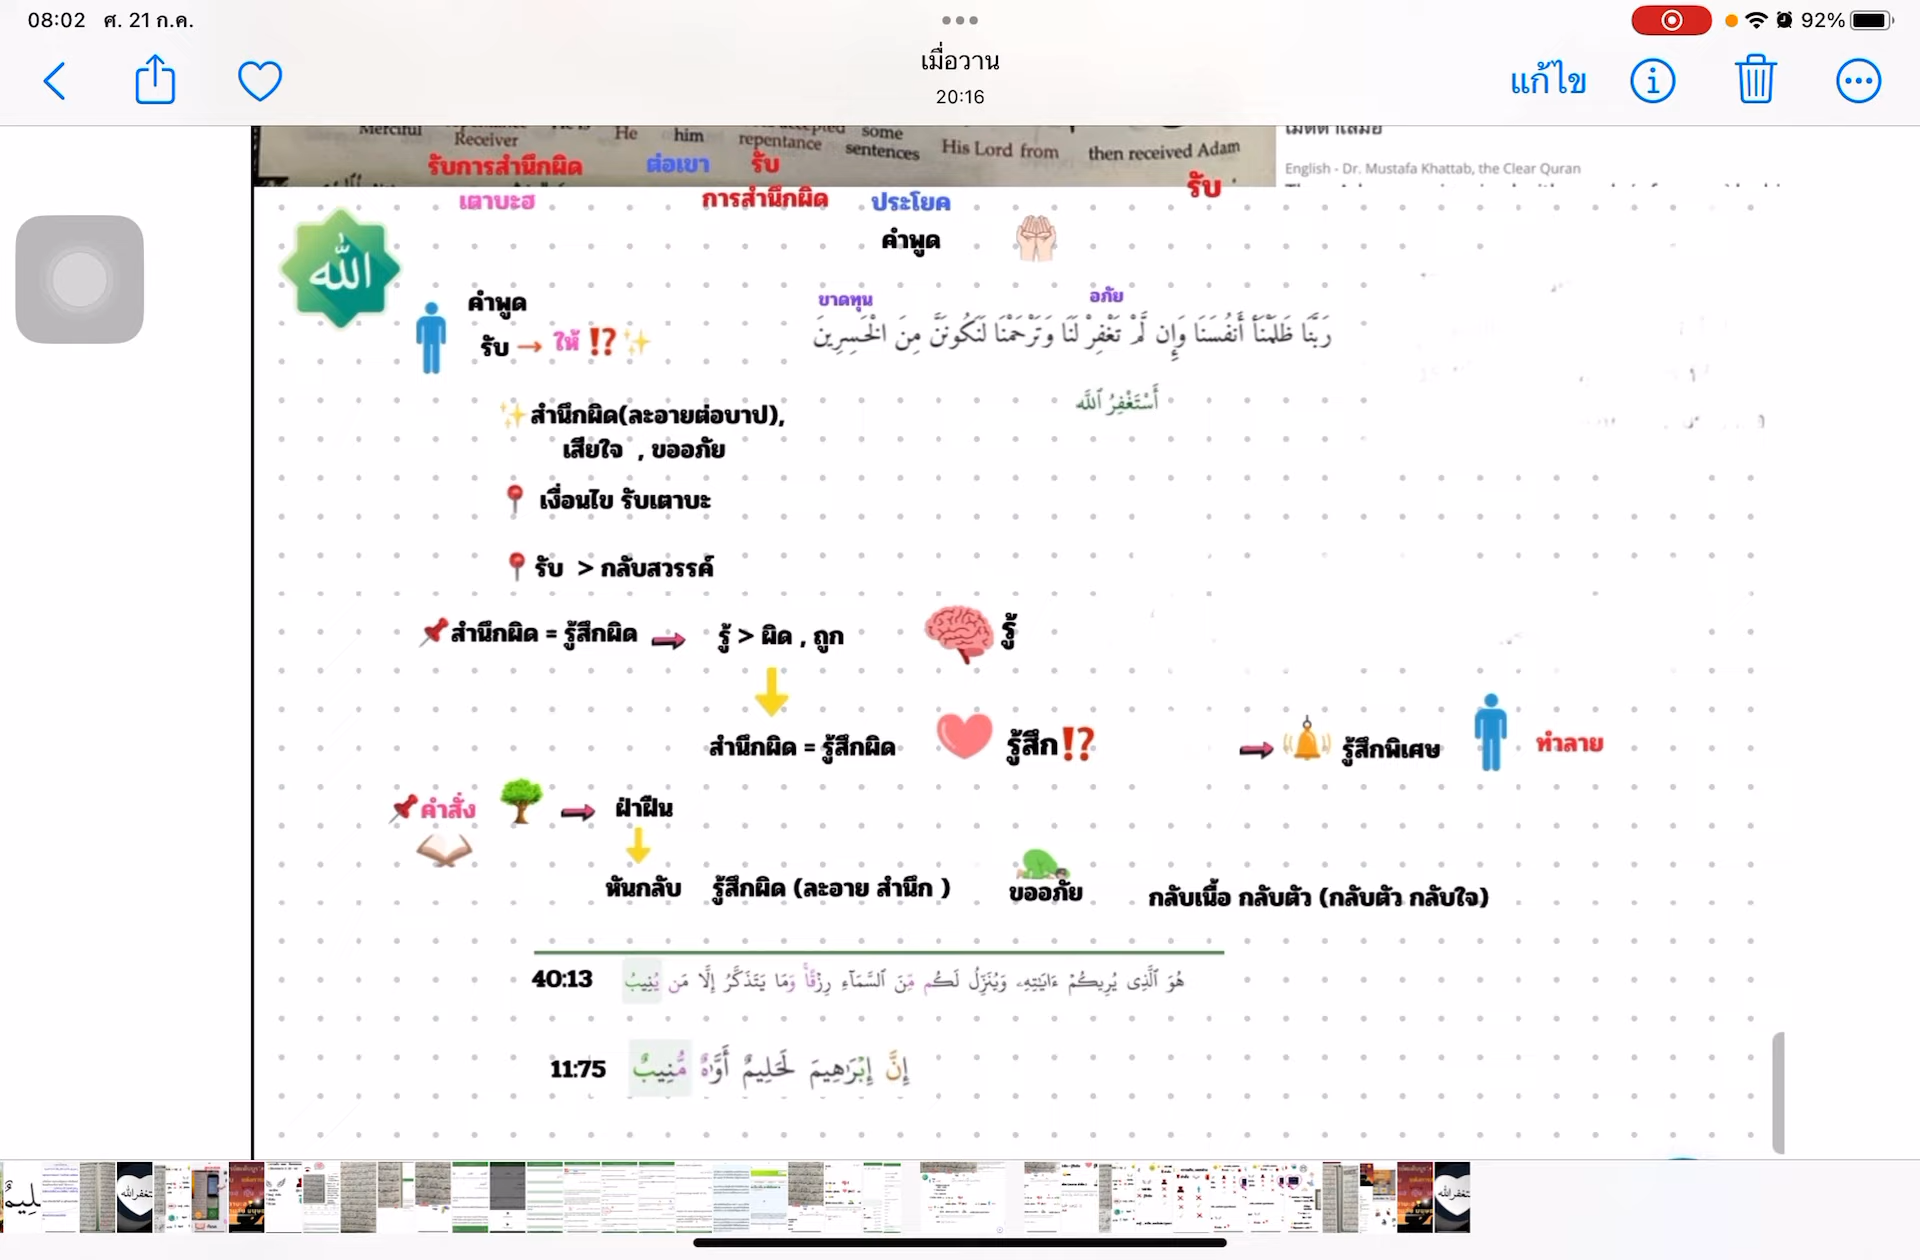 08:02 ศ. 21 ก.ค.
92%
เมื่อวาน
20:16
แก้ไข
Merciful Receiver He him repentance some sentences His Lord from then received Adam
English - Dr. Mustafa Khattab, the Clear Quran
รับการสำนึกผิด ต่อเขา รับ รับ
เตาบะฮ การสำนึกผิด ประโยค
คำพูด
الله
คำพูด
รับ → ให้ ⁉️
ขาดทุน อภัย
رَبَّنَا ظَلَمْنَا أَنفُسَنَا وَإِن لَّمْ تَغْفِرْ لَنَا وَتَرْحَمْنَا لَنَكُونَنَّ مِنَ الْخَسِرِينَ
أَسْتَغْفِرُ ٱللَّه
สำนึกผิด(ละอายต่อบาป),
เสียใจ , ขออภัย
เงื่อนไข รับเตาบะ
รับ > กลับสวรรค์
สำนึกผิด = รู้สึกผิด รู้ > ผิด , ถูก รู้
สำนึกผิด = รู้สึกผิด รู้สึก⁉️ รู้สึกพิเศษ ทำลาย
คำสั่ง ฝ่าฝืน
หันกลับ รู้สึกผิด (ละอาย สำนึก ) ขออภัย กลับเนื้อ กลับตัว (กลับตัว กลับใจ)
40:13 هُوَ ٱلَّذِى يُرِيكُمْ ءَايَـٰتِهِۦ وَيُنَزِّلُ لَكُم مِّنَ ٱلسَّمَآءِ رِزْقًا وَمَا يَتَذَكَّرُ إِلَّا مَن يُنِيبُ
11:75 إِنَّ إِبْرَٰهِيمَ لَحَلِيمٌ أَوَّٰهٌ مُّنِيبٌ